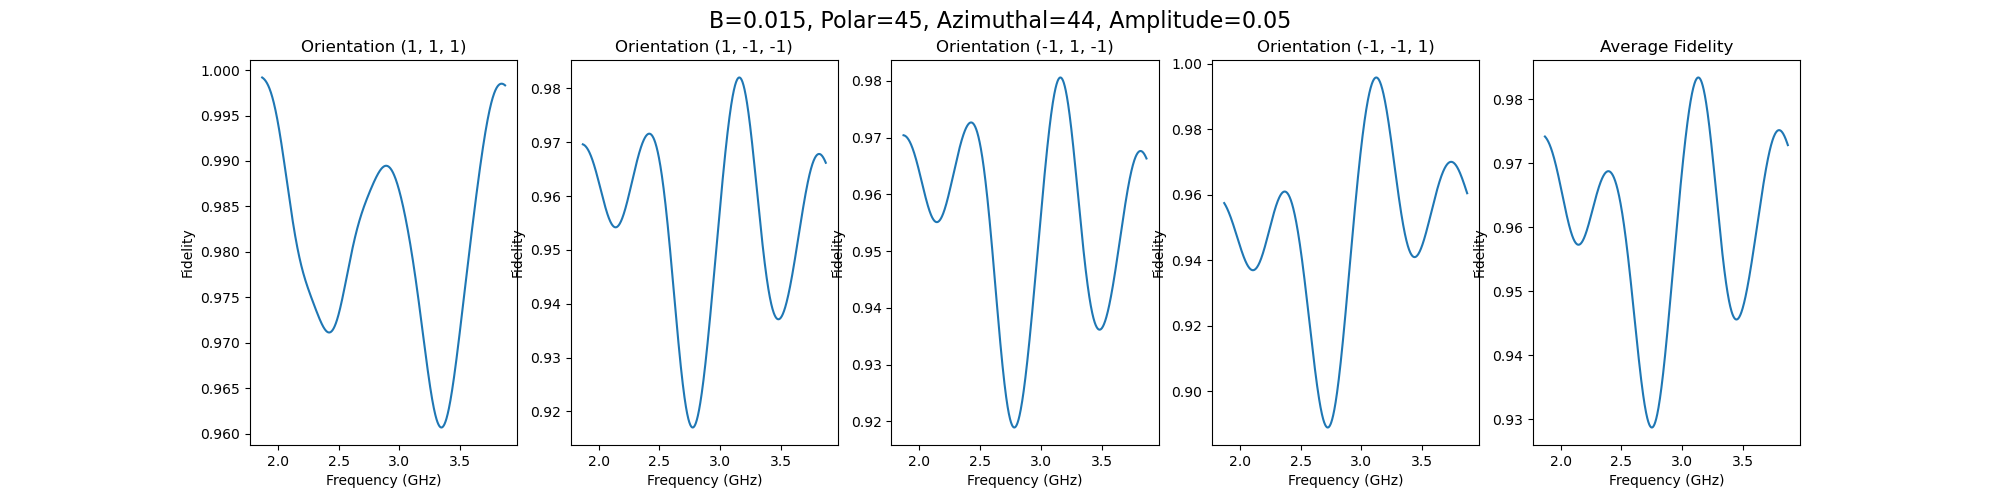 B=0.015, Polar=45, Azimuthal=44, Amplitude=0.05
Orientation (1, 1, 1)
1.000
0.995
0.990
0.985
0.980
0.975
0.970
0.965
0.960
Fidelity
2.0 2.5 3.0 3.5
Frequency (GHz)
Orientation (1, -1, -1)
0.98
0.97
0.96
0.95
0.94
0.93
0.92
Fidelity
2.0 2.5 3.0 3.5
Frequency (GHz)
Orientation (-1, 1, -1)
0.98
0.97
0.96
0.95
0.94
0.93
0.92
Fidelity
2.0 2.5 3.0 3.5
Frequency (GHz)
Orientation (-1, -1, 1)
1.00
0.98
0.96
0.94
0.92
0.90
Fidelity
2.0 2.5 3.0 3.5
Frequency (GHz)
Average Fidelity
0.98
0.97
0.96
0.95
0.94
0.93
Fidelity
2.0 2.5 3.0 3.5
Frequency (GHz)